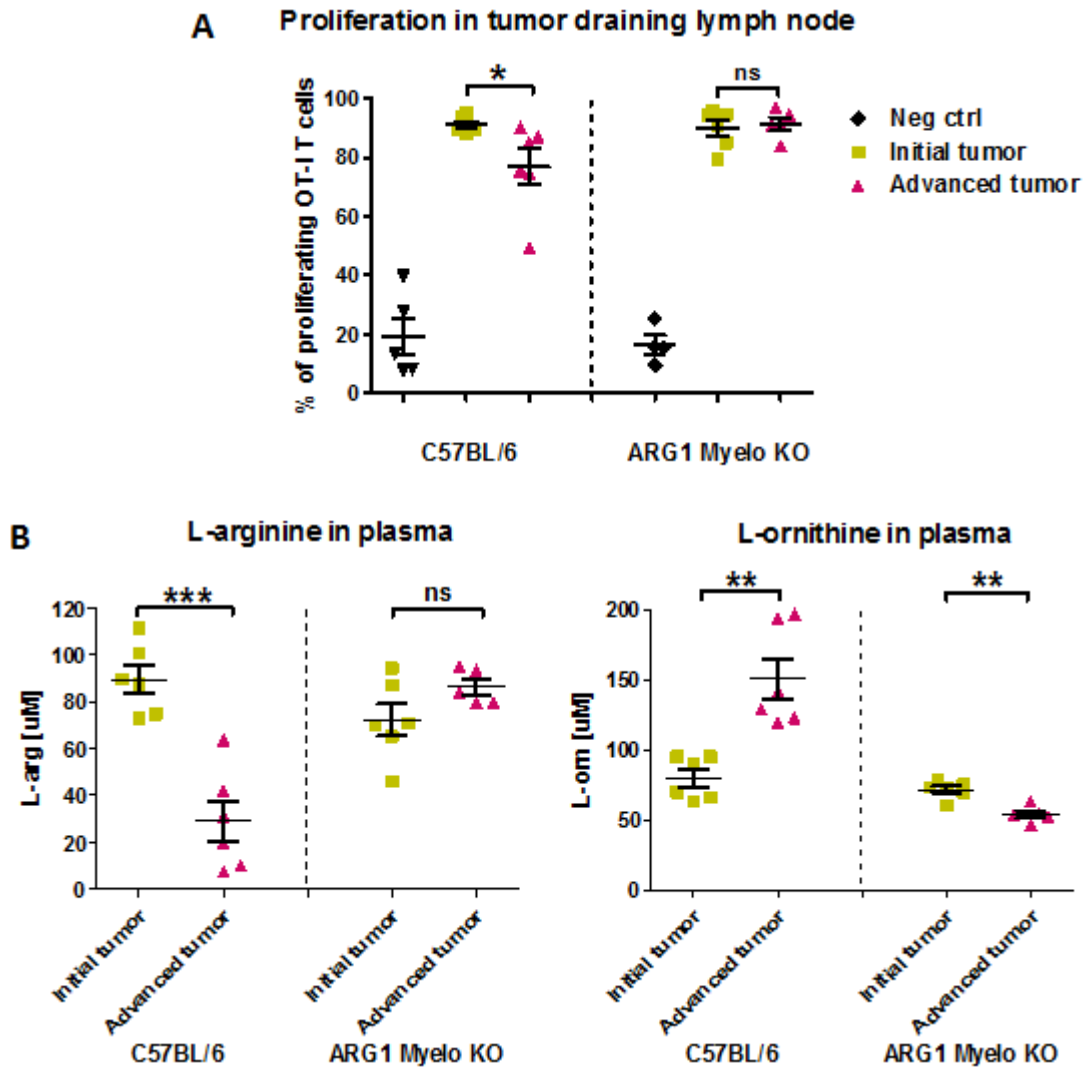 A
Proliferation in tumor draining lymph node
% of proliferating OT-I T cells
100
80
60
40
20
0
*
ns
Neg ctrl
Initial tumor
Advanced tumor
C57BL/6
ARG1 Myelo KO
B
L-arginine in plasma
L-arg [uM]
120
100
80
60
40
20
0
***
ns
Initial tumor
Advanced tumor
Initial tumor
Advanced tumor
C57BL/6
ARG1 Myelo KO
L-ornithine in plasma
L-orn [uM]
200
150
100
50
0
**
**
Initial tumor
Advanced tumor
Initial tumor
Advanced tumor
C57BL/6
ARG1 Myelo KO